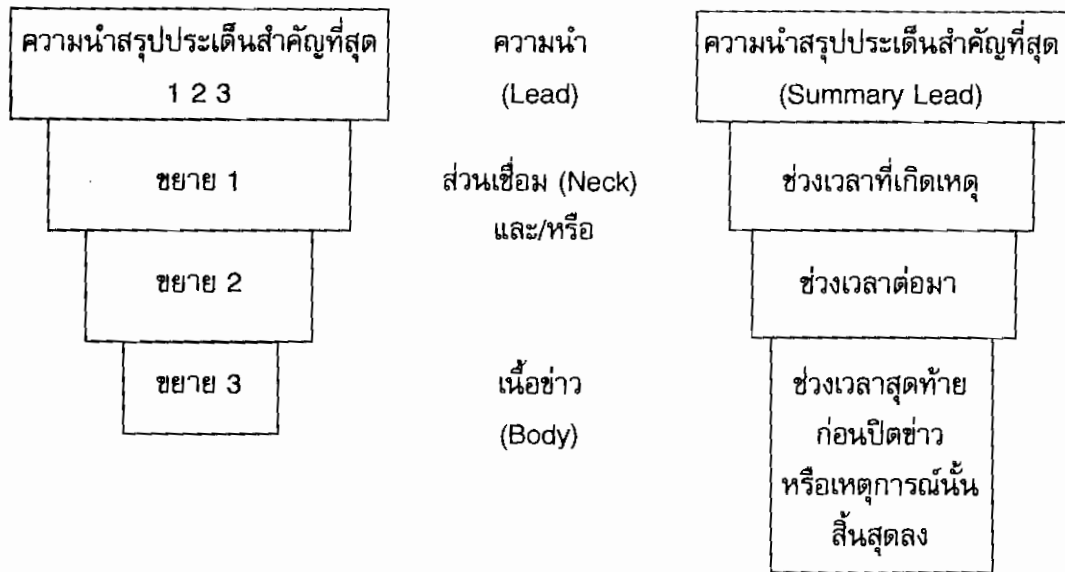 ความนำสรุปประเด็นสำคัญที่สุด
1 2 3
ขยาย 1
ขยาย 2
ขยาย 3
ความนำ
(Lead)
ส่วนเชื่อม (Neck)
และ/หรือ
เนื้อข่าว
(Body)
ความนำสรุปประเด็นสำคัญที่สุด
(Summary Lead)
ช่วงเวลาที่เกิดเหตุ
ช่วงเวลาต่อมา
ช่วงเวลาสุดท้าย
ก่อนปิดข่าว
หรือเหตุการณ์นั้น
สิ้นสุดลง